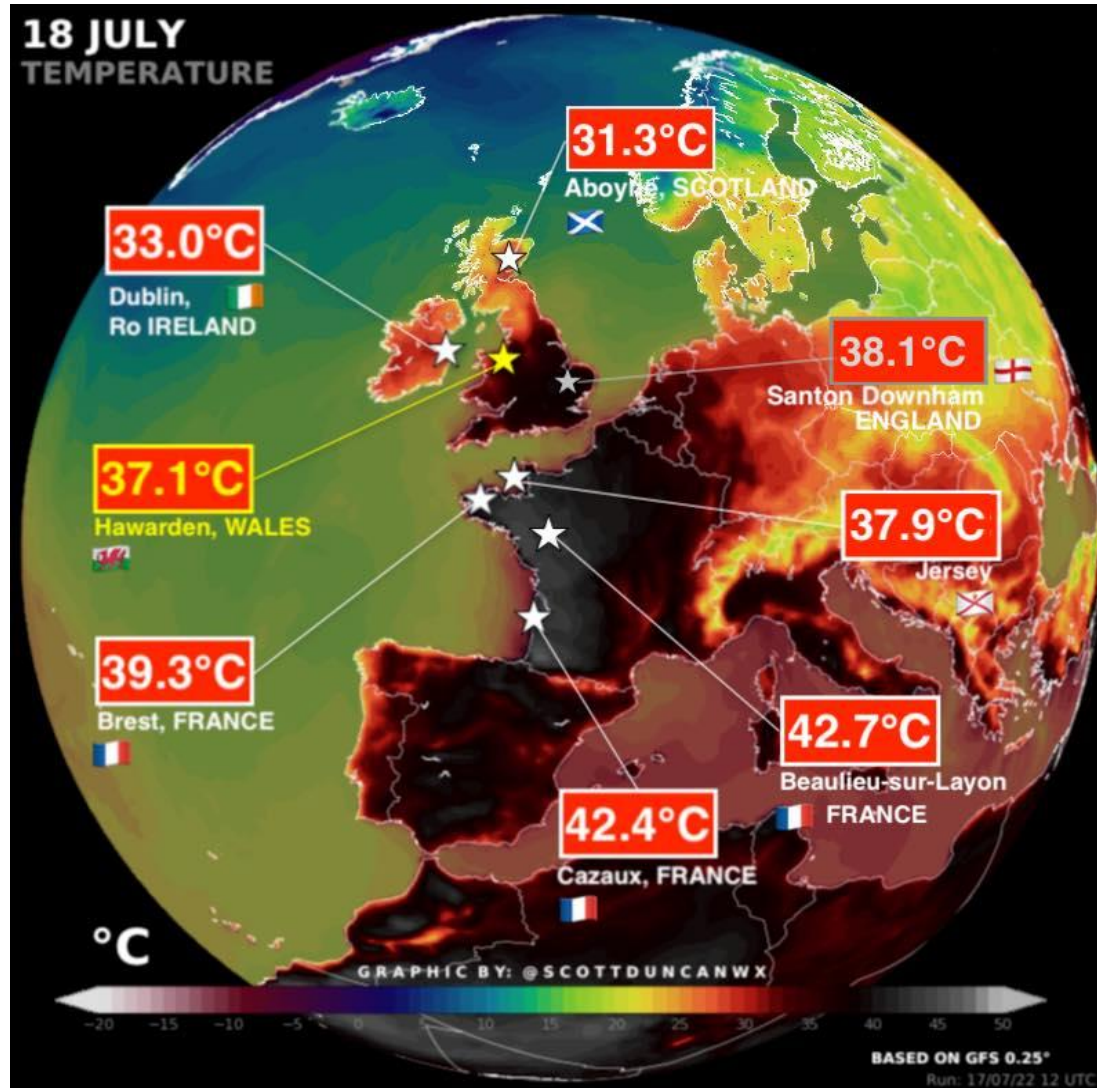 18 JULY
TEMPERATURE
31.3°C
Aboyne, SCOTLAND
33.0°C
Dublin,
Ro IRELAND
38.1°C
Santon Downham
ENGLAND
37.1°C
Hawarden, WALES
37.9°C
Jersey
39.3°C
Brest, FRANCE
42.7°C
Beaulieu-sur-Layon
FRANCE
42.4°C
Cazaux, FRANCE
°C
GRAPHIC BY: @SCOTTDUNCANWX
-20 -15 -10 -5 0 5 10 15 20 25 30 35 40 45 50
BASED ON GFS 0.25°
Run: 17/07/22 12 UTC